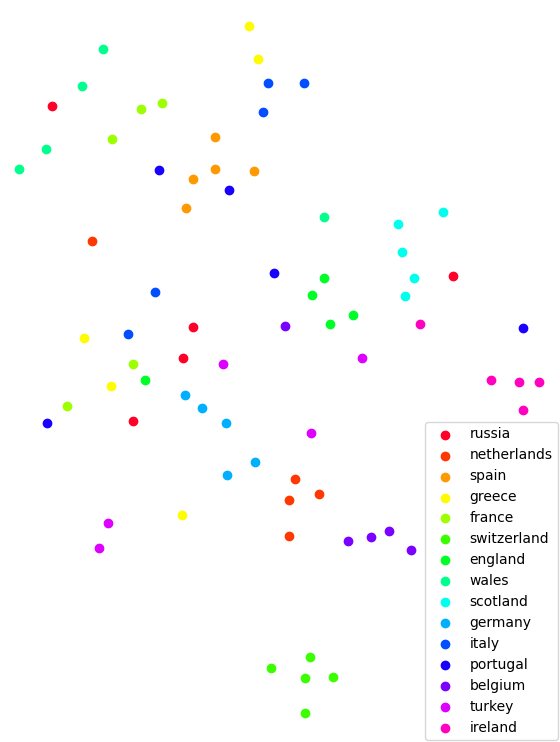 russia
netherlands
spain
greece
france
switzerland
england
wales
scotland
germany
italy
portugal
belgium
turkey
ireland